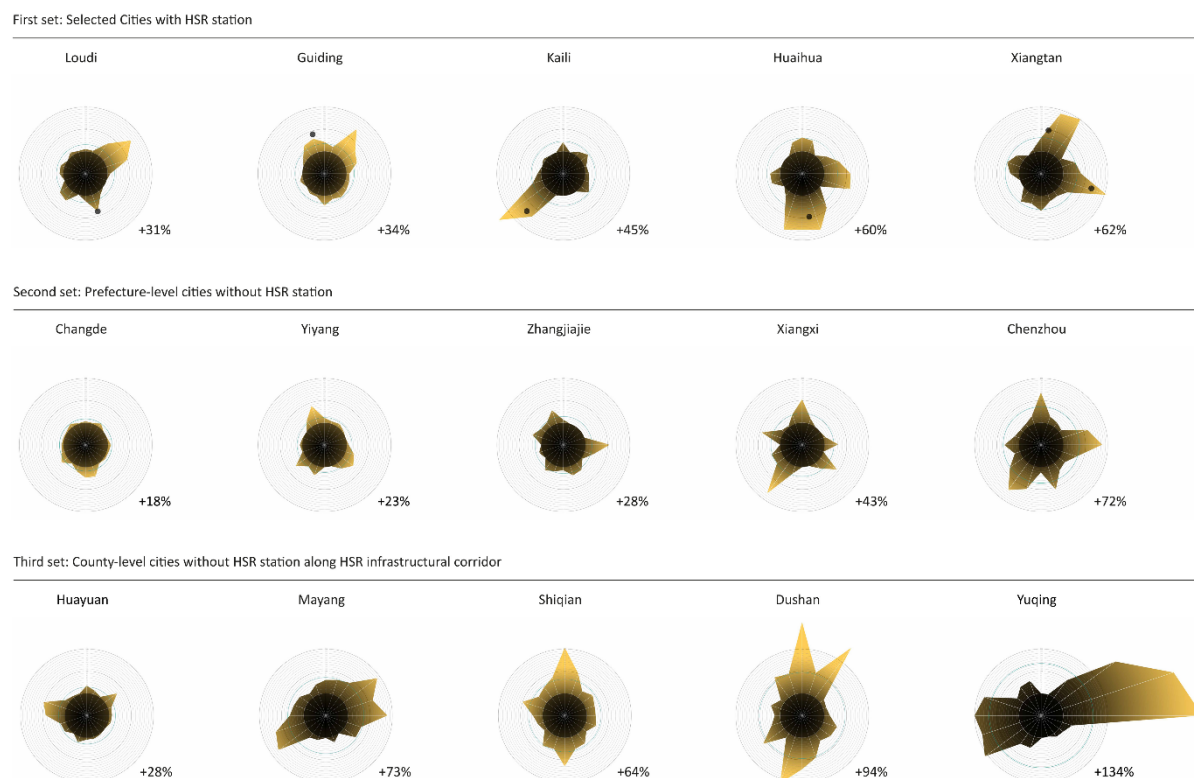 First set: Selected Cities with HSR station
Loudi Guiding Kaili Huaihua Xiangtan
+31% +34% +45% +60% +62%
Second set: Prefecture-level cities without HSR station
Changde Yiyang Zhangjiajie Xiangxi Chenzhou
+18% +23% +28% +43% +72%
Third set: County-level cities without HSR station along HSR infrastructural corridor
Huayuan Mayang Shiqian Dushan Yuqing
+28% +73% +64% +94% +134%